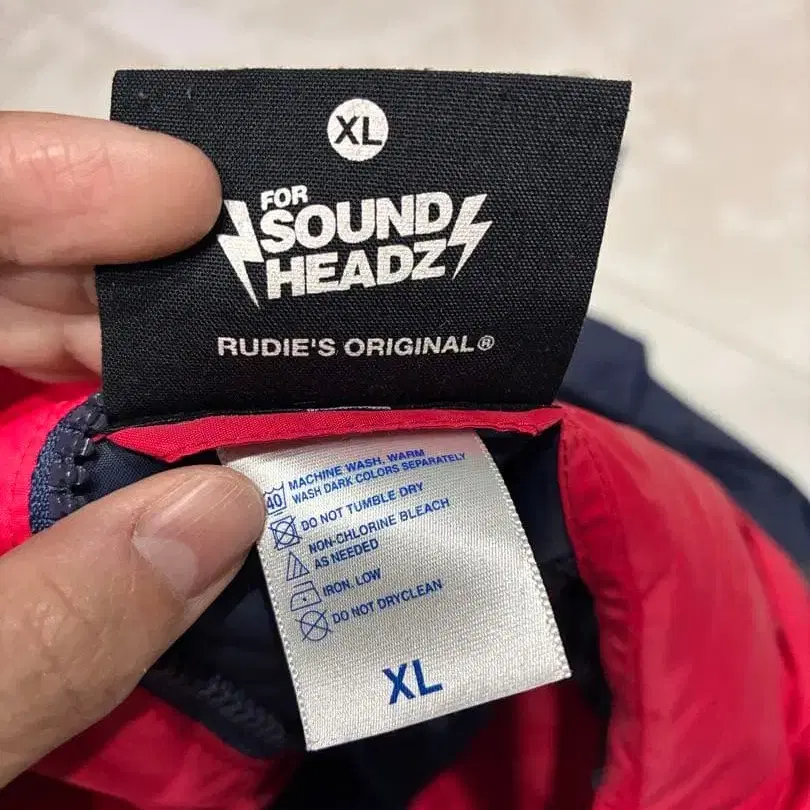 XL
FOR
SOUND
HEADZ
RUDIE'S ORIGINAL®
40 MACHINE WASH, WARM
WASH DARK COLORS SEPARATELY
DO NOT TUMBLE DRY
NON-CHLORINE BLEACH
AS NEEDED
IRON, LOW
DO NOT DRYCLEAN
XL